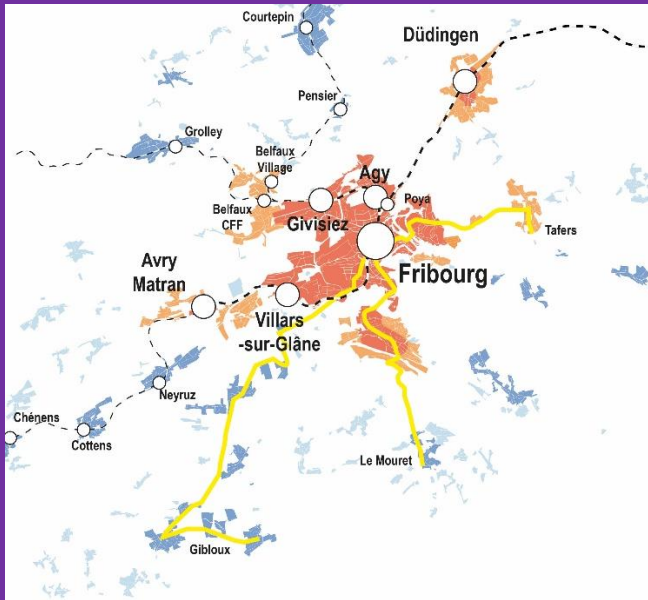 Courtepin
Düdingen
Pensier
Grolley
Belfaux
Village
Agy
Poya
Belfaux
CFF
Givisiez
Tafers
Avry
Matran
Fribourg
Villars
-sur-Glâne
Neyruz
Chénens
Cottens
Le Mouret
Gibloux